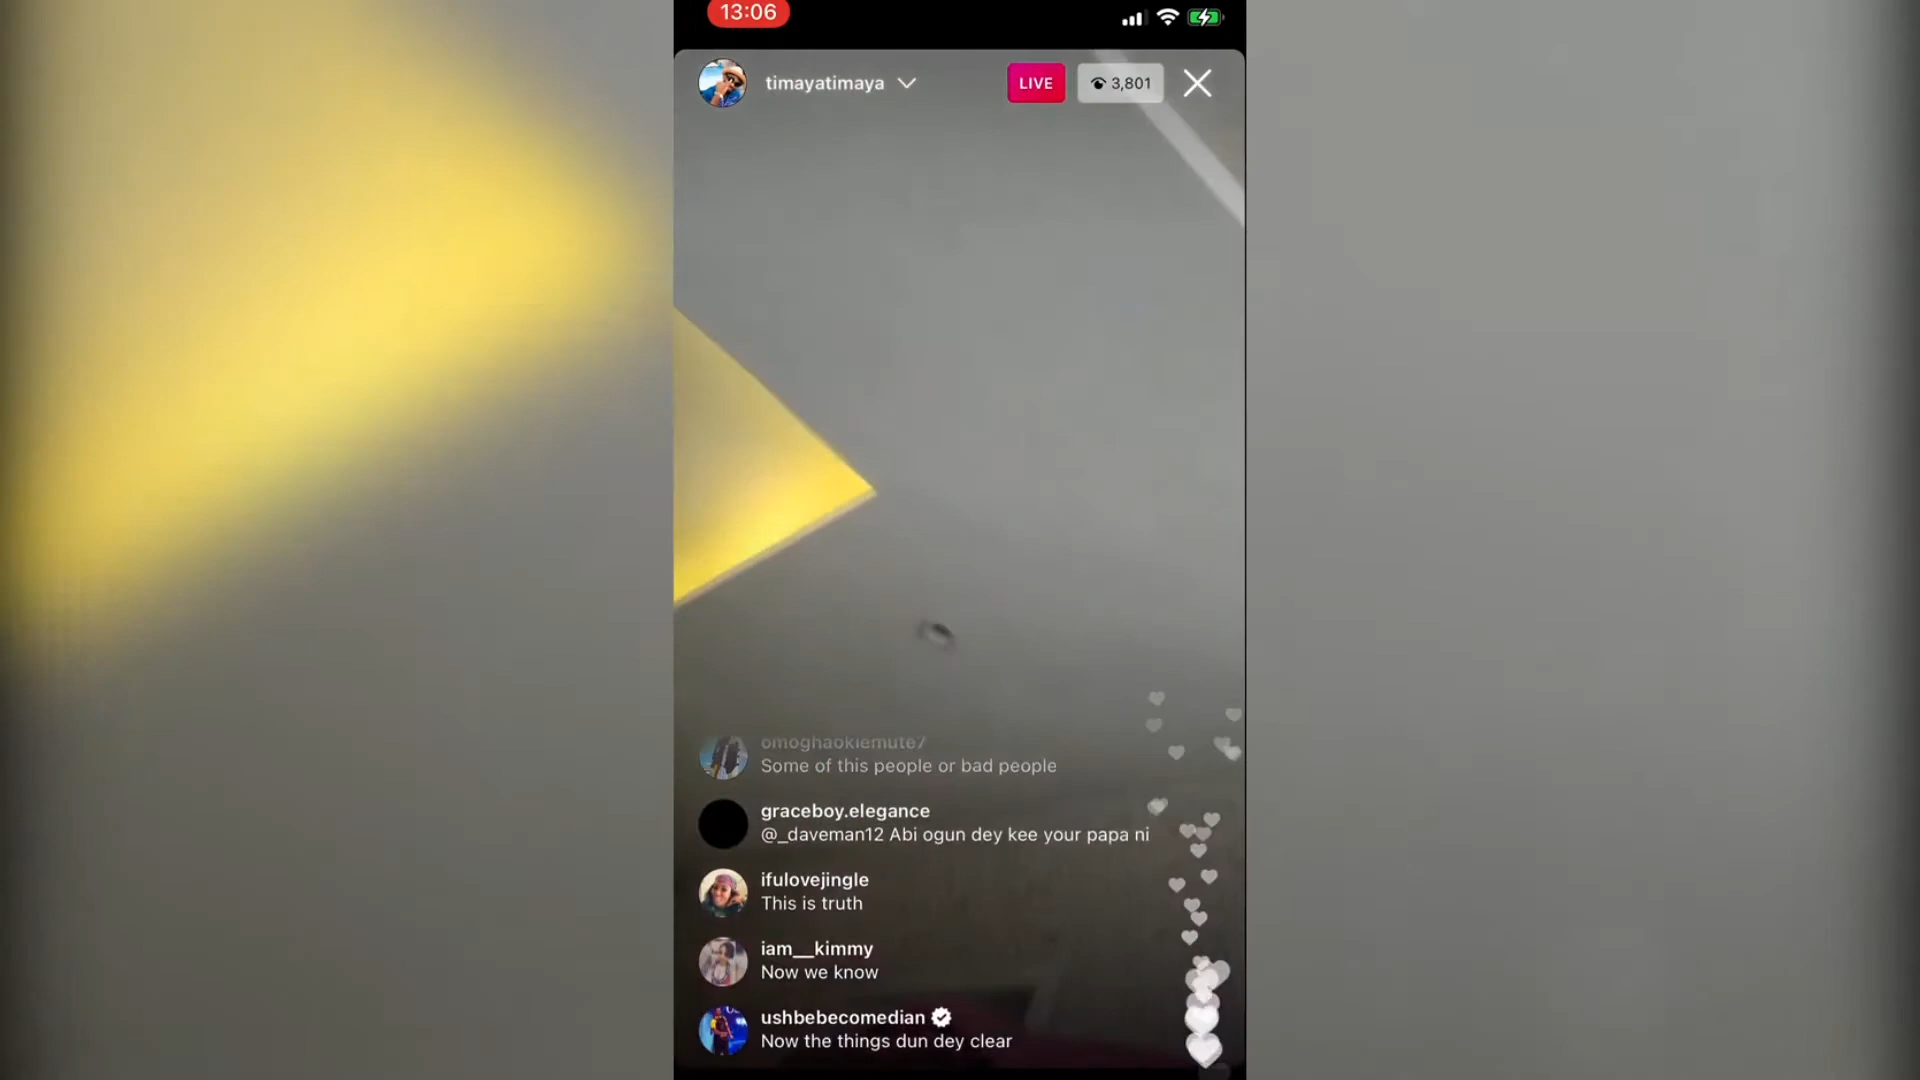 13:06
timayatimaya
LIVE
3,801
omoghaokiemute7
Some of this people or bad people
graceboy.elegance
@_daveman12 Abi ogun dey kee your papa ni
ifulovejingle
This is truth
iam__kimmy
Now we know
ushbebecomedian
Now the things dun dey clear